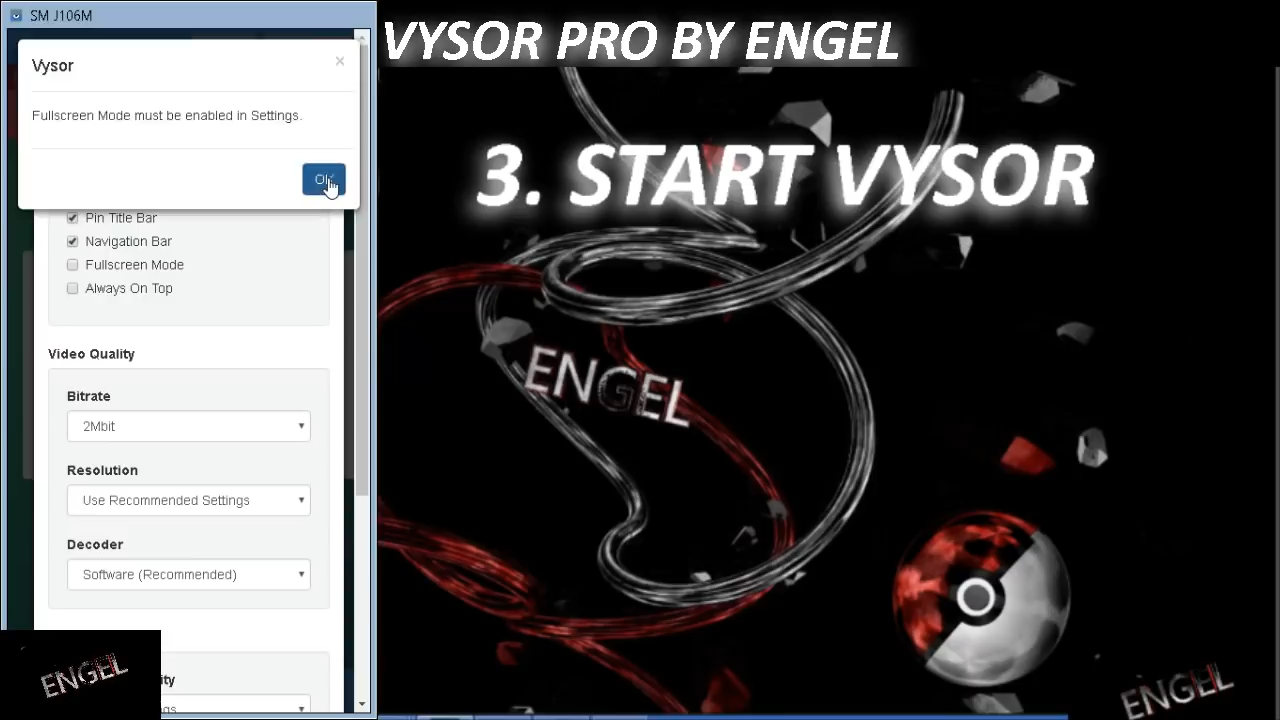 SM J106M
VYSOR PRO BY ENGEL
Vysor
×
Fullscreen Mode must be enabled in Settings.
3. START VYSOR
OK
Pin Title Bar
Navigation Bar
Fullscreen Mode
Always On Top
ENGEL
Video Quality
Bitrate
2Mbit
Resolution
Use Recommended Settings
Decoder
Software (Recommended)
ENGEL
ENGEL